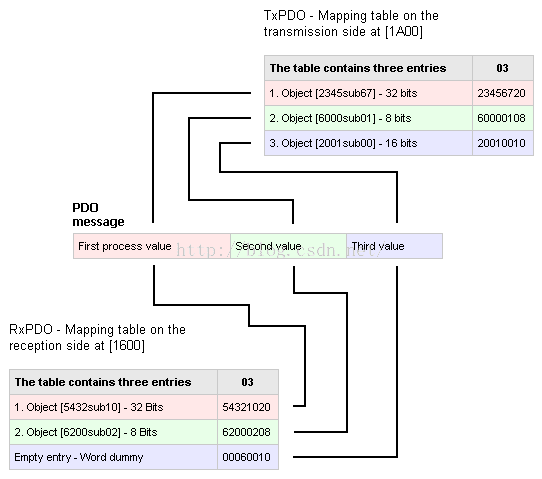 TxPDO - Mapping table on the
transmission side at [1A00]
The table contains three entries 03
1. Object [2345sub67] - 32 bits 23456720
2. Object [6000sub01] - 8 bits 60000108
3. Object [2001sub00] - 16 bits 20010010
PDO
message
First process value Second value Third value
http://blog.csdn.net/
RxPDO - Mapping table on the
reception side at [1600]
The table contains three entries 03
1. Object [5432sub10] - 32 Bits 54321020
2. Object [6200sub02] - 8 Bits 62000208
Empty entry - Word dummy 00060010